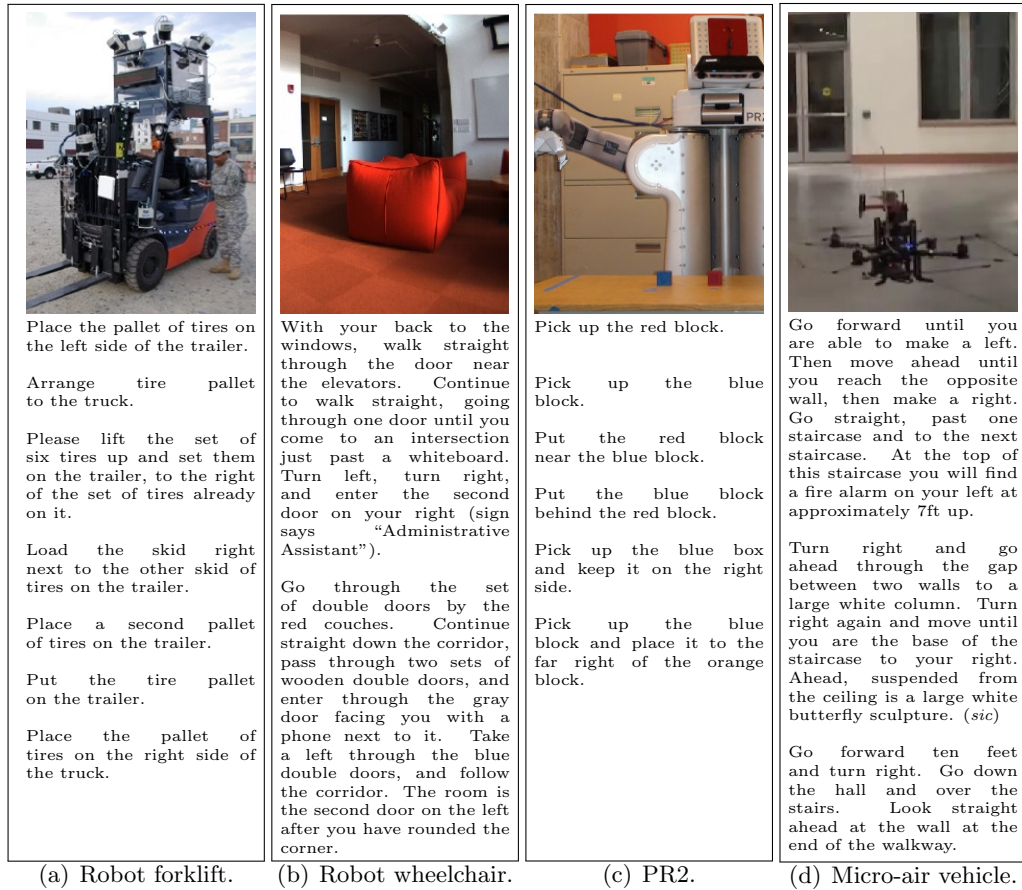 PR2
Place the pallet of tires on
the left side of the trailer.
Arrange tire pallet
to the truck.
Please lift the set of
six tires up and set them
on the trailer, to the right
of the set of tires already
on it.
Load the skid right
next to the other skid of
tires on the trailer.
Place a second pallet
of tires on the trailer.
Put the tire pallet
on the trailer.
Place the pallet of
tires on the right side of
the truck.
(a) Robot forklift.
With your back to the
windows, walk straight
through the door near
the elevators. Continue
to walk straight, going
through one door until you
come to an intersection
just past a whiteboard.
Turn left, turn right,
and enter the second
door on your right (sign
says “Administrative
Assistant”).
Go through the set
of double doors by the
red couches. Continue
straight down the corridor,
pass through two sets of
wooden double doors, and
enter through the gray
door facing you with a
phone next to it. Take
a left through the blue
double doors, and follow
the corridor. The room is
the second door on the left
after you have rounded the
corner.
(b) Robot wheelchair.
Pick up the red block.
Pick up the blue
block.
Put the red block
near the blue block.
Put the blue block
behind the red block.
Pick up the blue box
and keep it on the right
side.
Pick up the blue
block and place it to the
far right of the orange
block.
(c) PR2.
Go forward until you
are able to make a left.
Then move ahead until
you reach the opposite
wall, then make a right.
Go straight, past one
staircase and to the next
staircase. At the top of
this staircase you will find
a fire alarm on your left at
approximately 7ft up.
Turn right and go
ahead through the gap
between two walls to a
large white column. Turn
right again and move until
you are the base of the
staircase to your right.
Ahead, suspended from
the ceiling is a large white
butterfly sculpture. (sic)
Go forward ten feet
and turn right. Go down
the hall and over the
stairs. Look straight
ahead at the wall at the
end of the walkway.
(d) Micro-air vehicle.